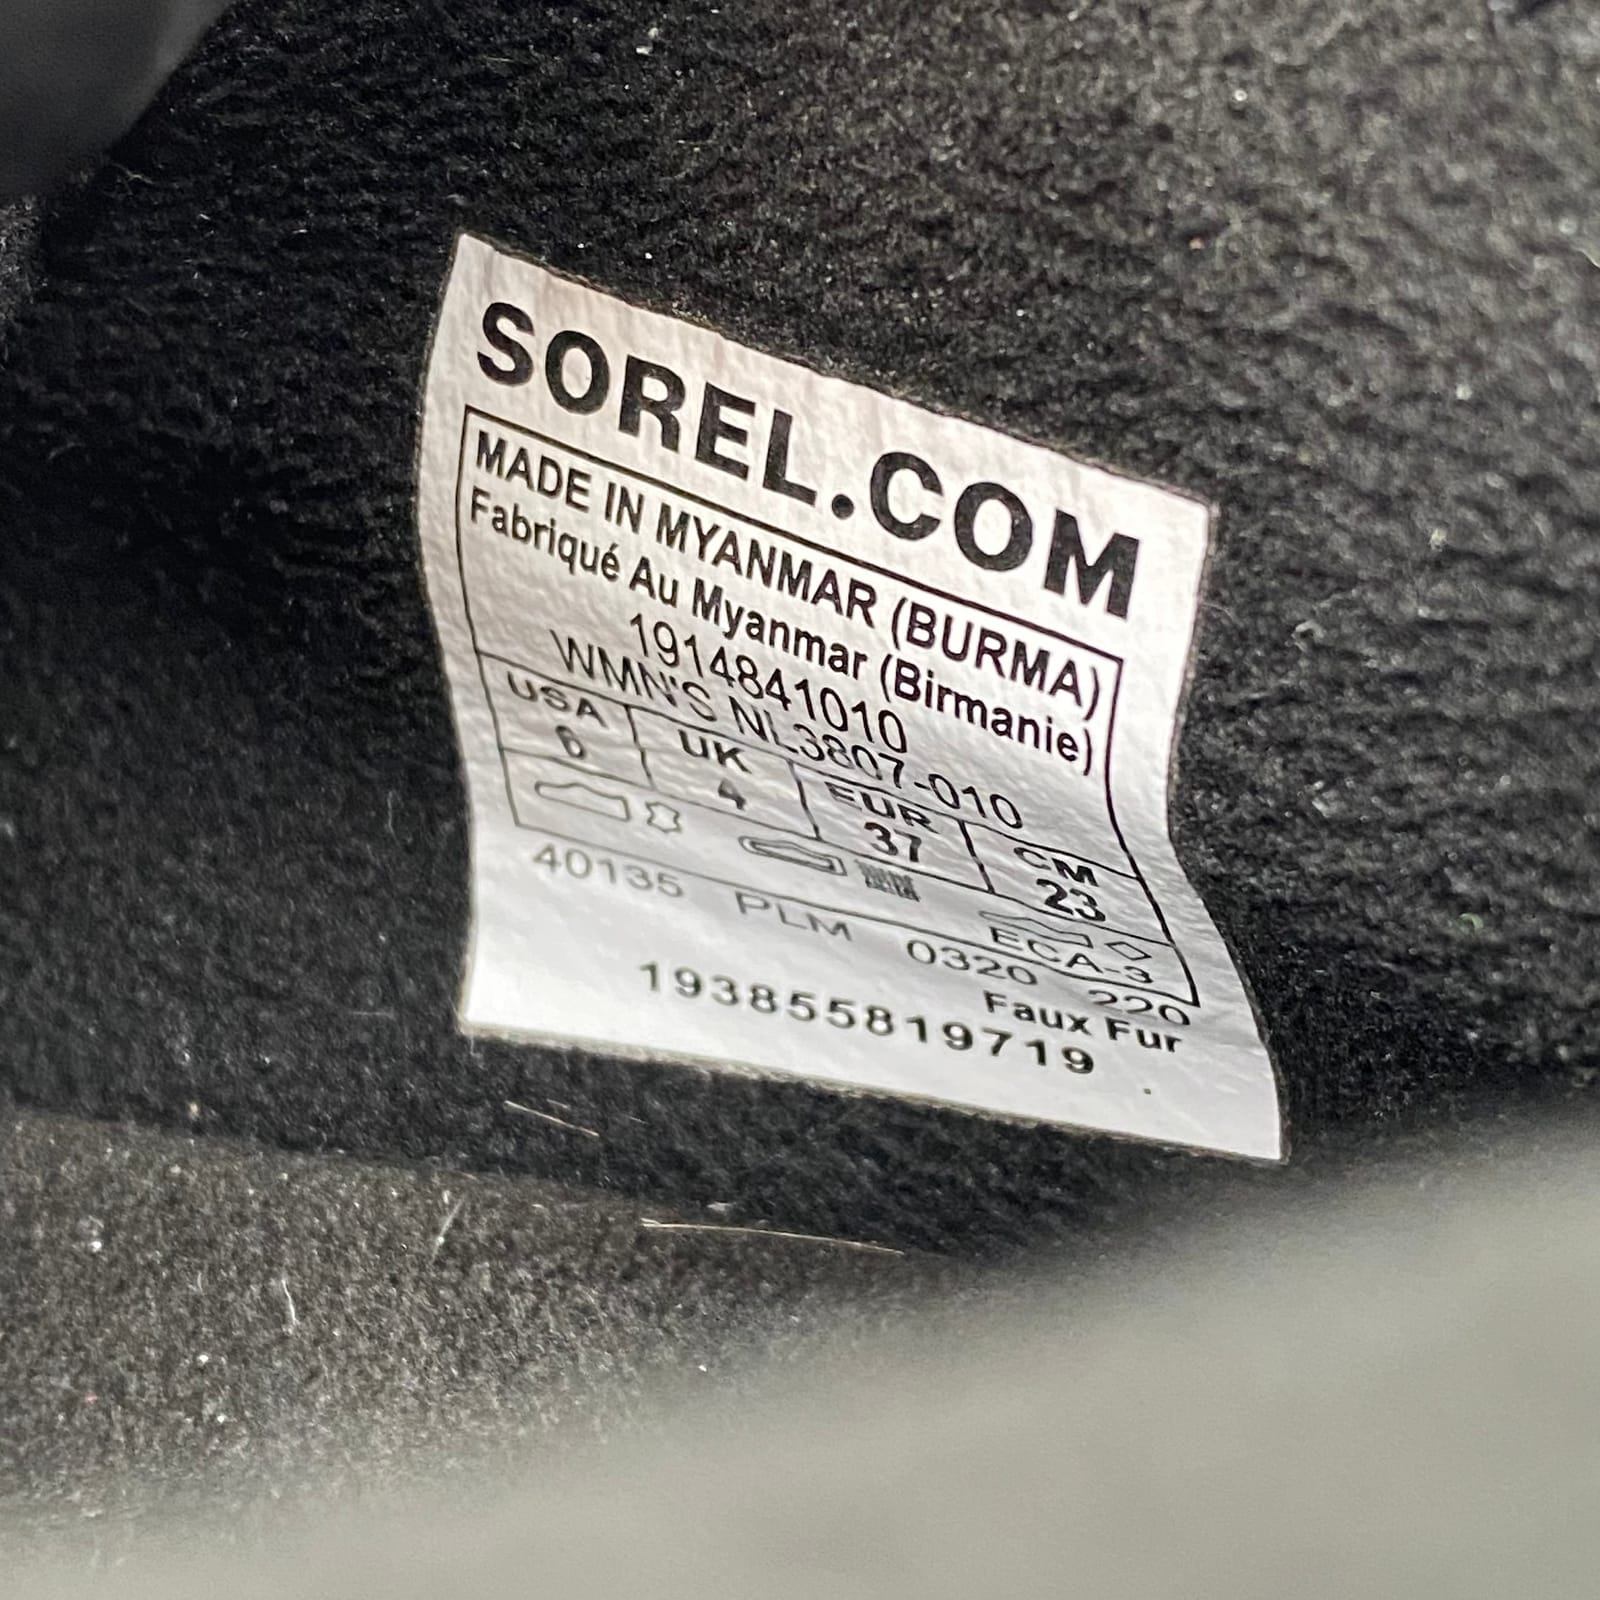 SOREL.COM
MADE IN MYANMAR (BURMA)
Fabriqué Au Myanmar (Birmanie)
1914841010
WMN'S NL3807-010
USA UK EUR CM
6 4 37 23
ECA-3
40135 PLM 0320 220
Faux Fur
193855819719